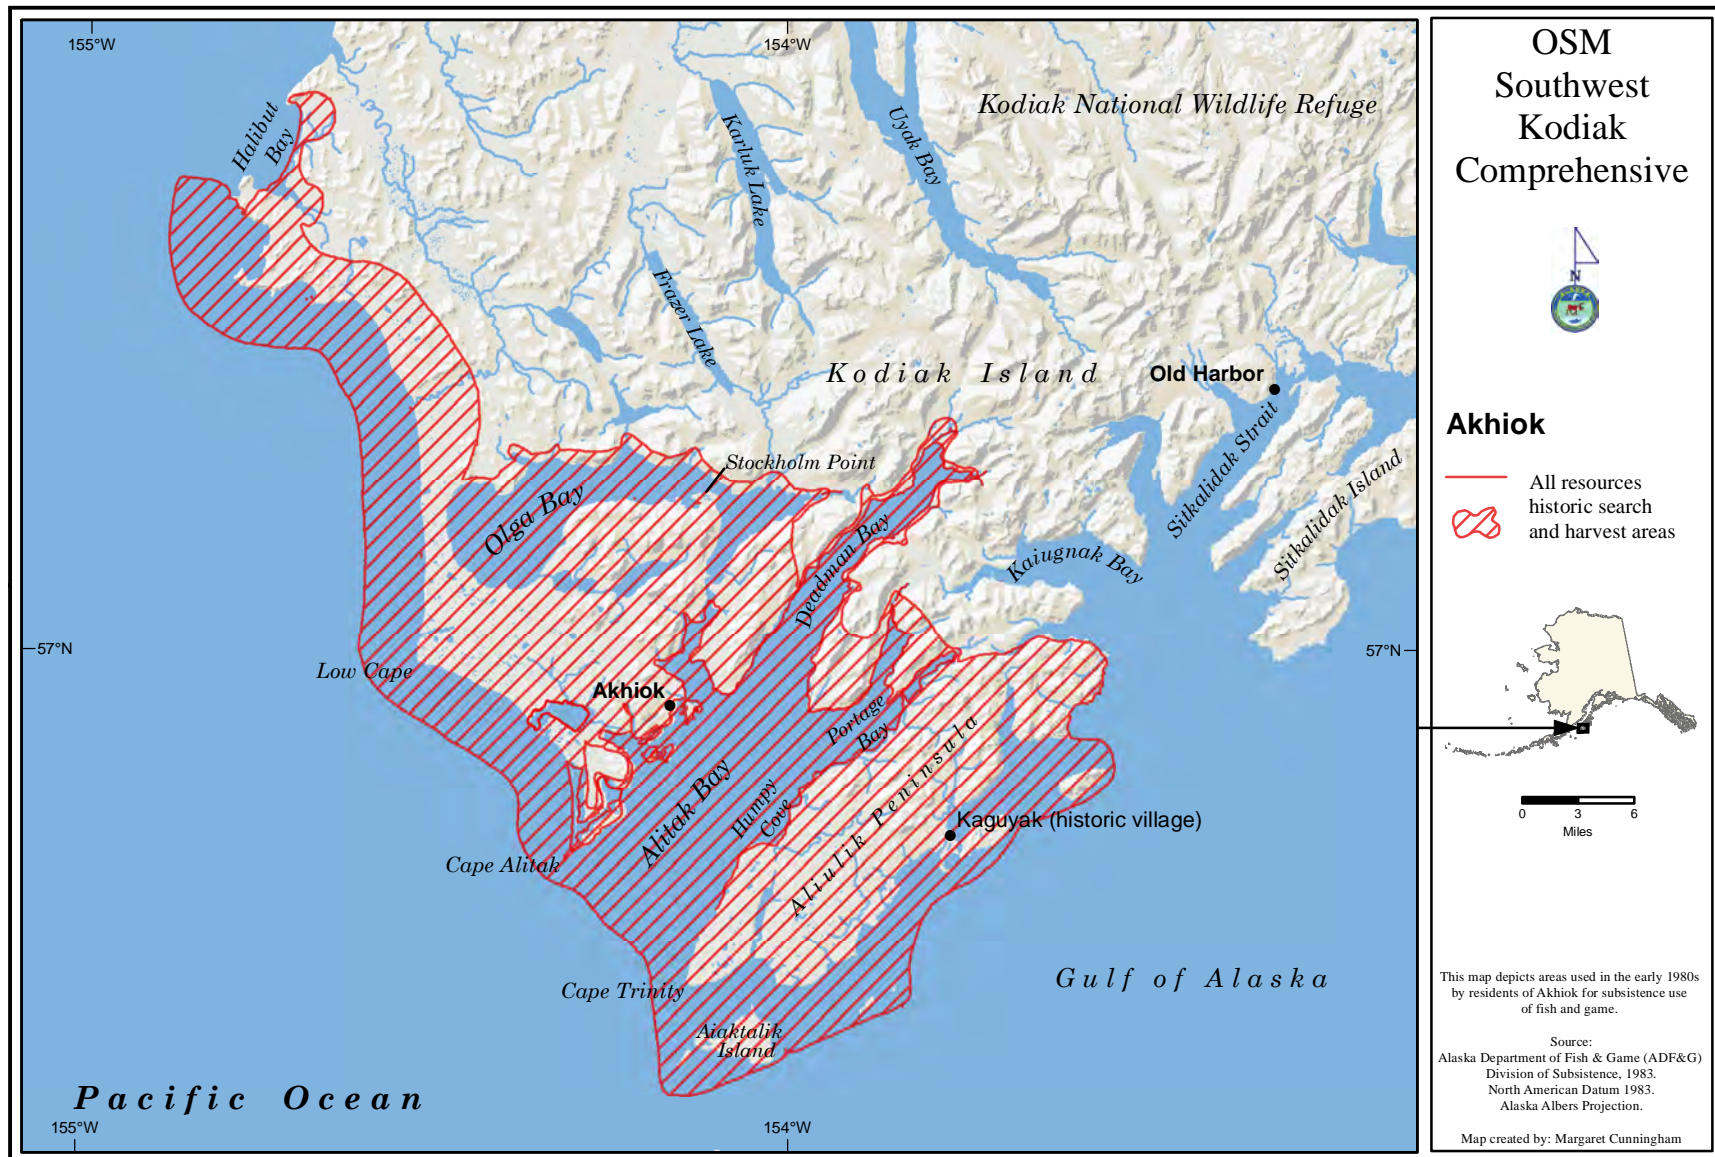 155°W
154°W
Halibut
Bay
Karluk Lake
Uyak Bay
Kodiak National Wildlife Refuge
Frazer Lake
Kodiak Island
Old Harbor
Sitkalidak Strait
Sitkalidak Island
Stockholm Point
Olga Bay
Deadman Bay
Kaiugnak Bay
57°N
57°N
Low Cape
Akhiok
Portage
Bay
Alitak Bay
Humpy
Cove
Aliulik Peninsula
Kaguyak (historic village)
Cape Alitak
Cape Trinity
Aiaktalik
Island
Gulf of Alaska
Pacific Ocean
155°W
154°W
OSM
Southwest
Kodiak
Comprehensive
N
Akhiok
All resources
historic search
and harvest areas
0 3 6
Miles
This map depicts areas used in the early 1980s
by residents of Akhiok for subsistence use
of fish and game.
Source:
Alaska Department of Fish & Game (ADF&G)
Division of Subsistence, 1983.
North American Datum 1983.
Alaska Albers Projection.
Map created by: Margaret Cunningham